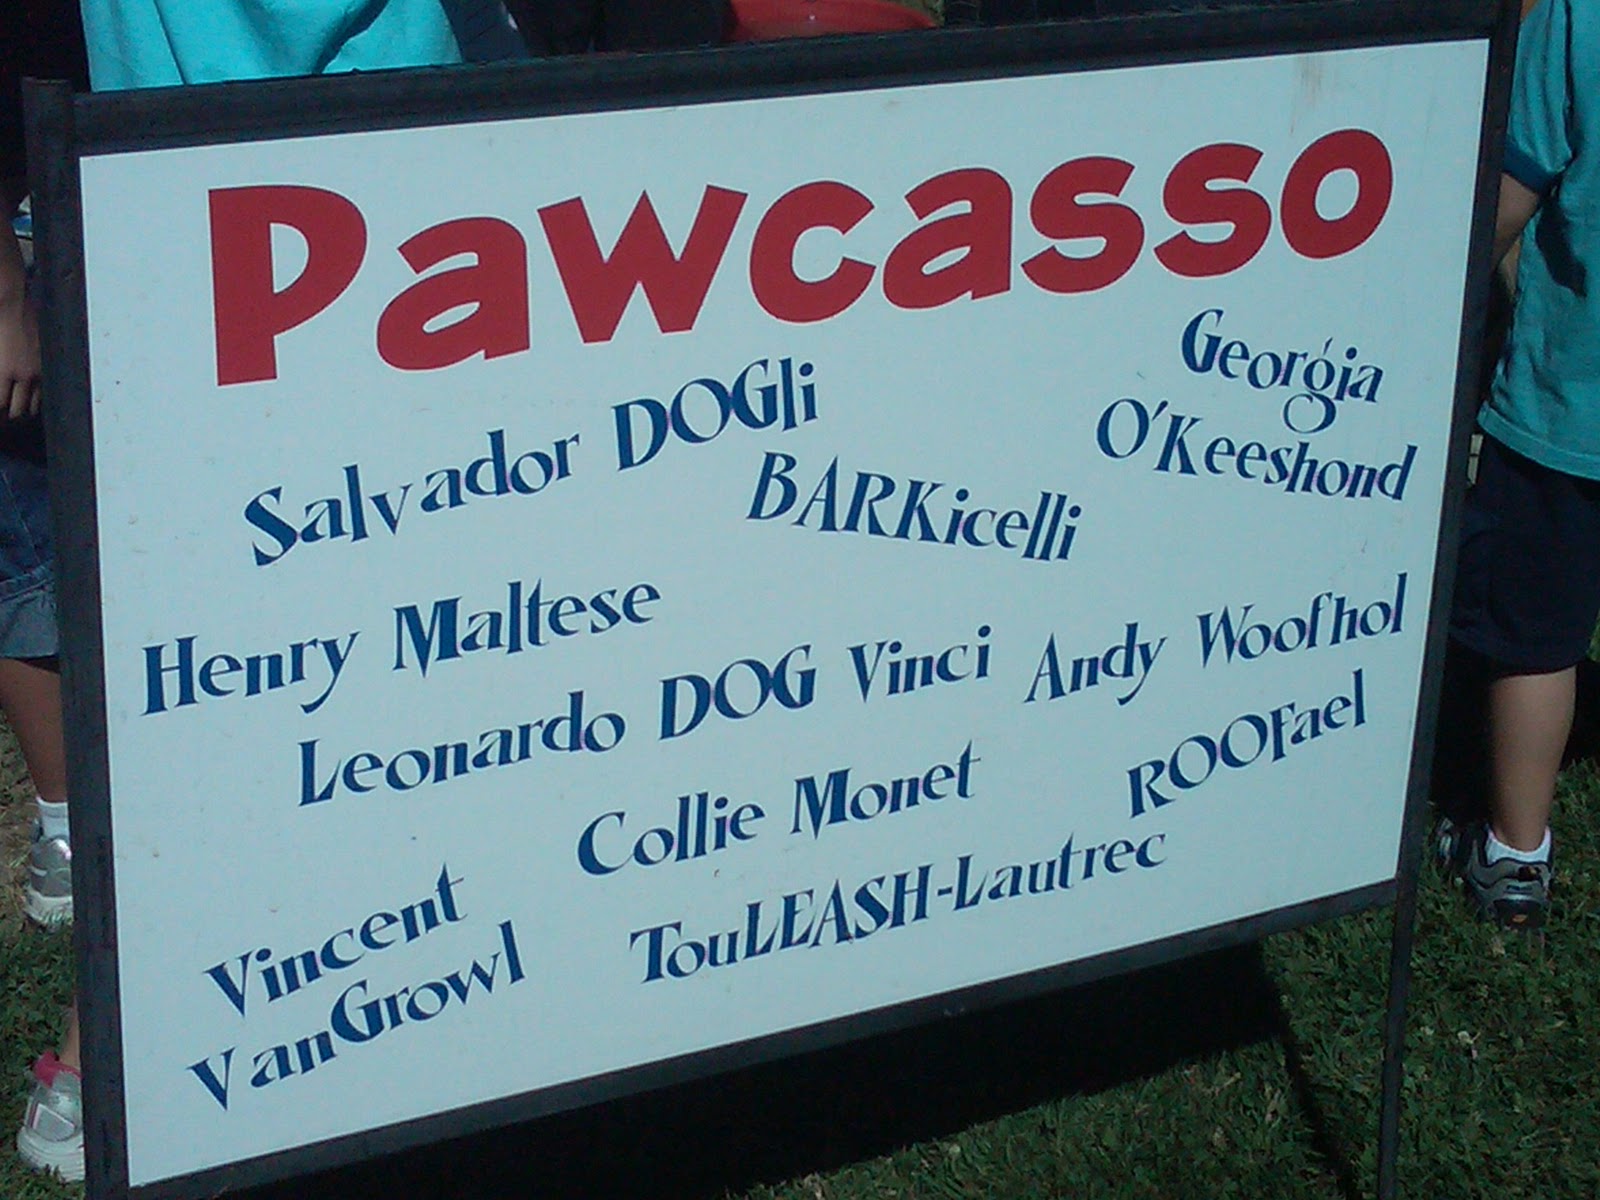 Pawcasso
Salvador DOGli
Georgia
O'Keeshond
BARKicelli
Henry Maltese
Leonardo DOG Vinci
Andy Woofhol
Collie Monet
ROOFael
Vincent
VanGrowl
TouLEASH-Lautrec